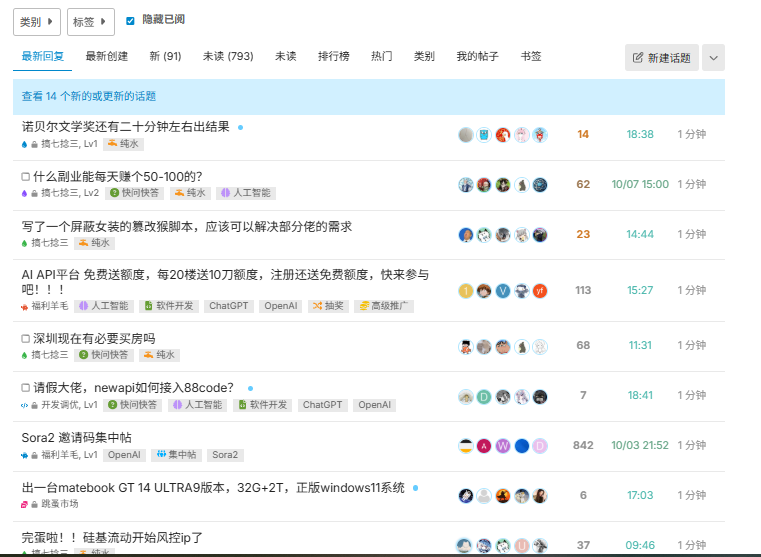 类别 标签 隐藏已阅
最新回复 最新创建 新 (91) 未读 (793) 未读 排行榜 热门 类别 我的帖子 书签 新建话题
查看 14 个新的或更新的话题
诺贝尔文学奖还有二十分钟左右出结果 14 18:38 1 分钟
搞七捻三, Lv1 纯水
什么副业能每天赚个50-100的? 62 10/07 15:00 1 分钟
搞七捻三, Lv2 快问快答 纯水 人工智能
写了一个屏蔽女装的篡改猴脚本，应该可以解决部分佬的需求 23 14:44 1 分钟
搞七捻三 纯水
AI API平台 免费送额度，每20楼送10刀额度，注册还送免费额度，快来参与
吧！！！ 113 15:27 1 分钟
福利羊毛 人工智能 软件开发 ChatGPT OpenAI 抽奖 高级推广
深圳现在有必要买房吗 68 11:31 1 分钟
搞七捻三 快问快答 纯水
请假大佬，newapi如何接入88code？ 7 18:41 1 分钟
开发调优, Lv1 快问快答 人工智能 软件开发 ChatGPT OpenAI
Sora2 邀请码集中帖 842 10/03 21:52 1 分钟
福利羊毛, Lv1 OpenAI 集中帖 Sora2
出一台matebook GT 14 ULTRA9版本，32G+2T，正版windows11系统 6 17:03 1 分钟
跳蚤市场
完蛋啦！！硅基流动开始风控ip了 37 09:46 1 分钟
搞七捻三 纯水